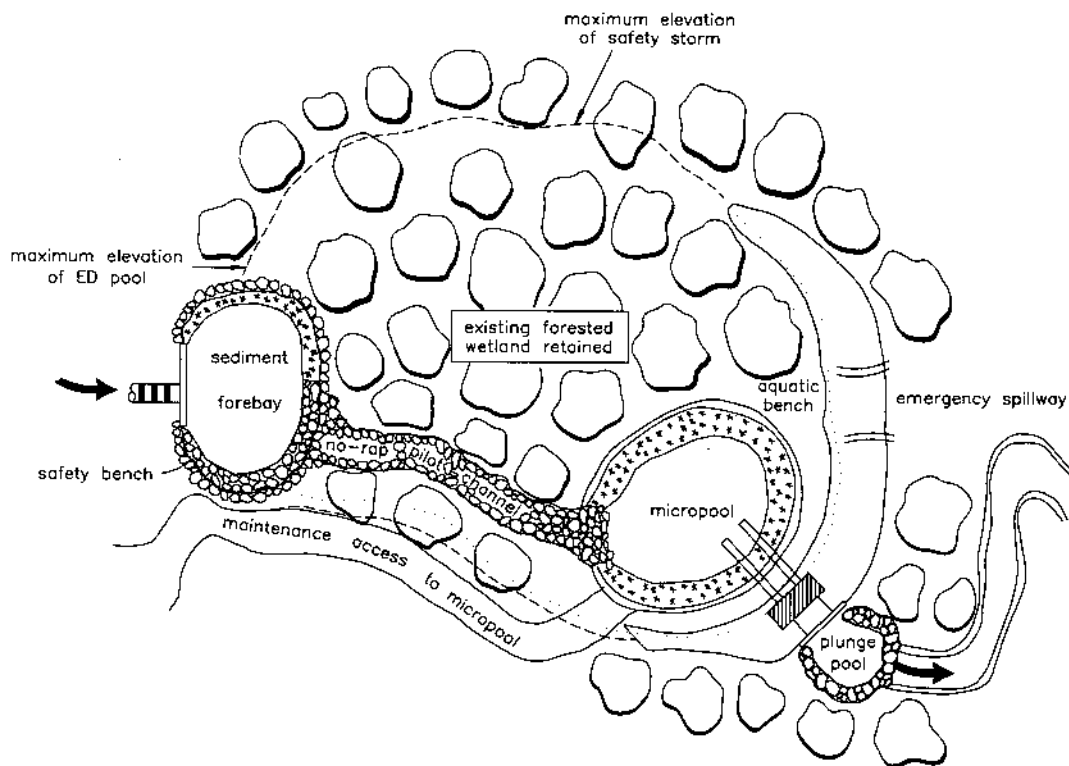 maximum elevation
of safety storm
maximum elevation
of ED pool
existing forested
wetland retained
sediment
forebay
aquatic
bench
emergency spillway
safety bench
no-rap pilot channel
micropool
maintenance access to micropool
plunge
pool